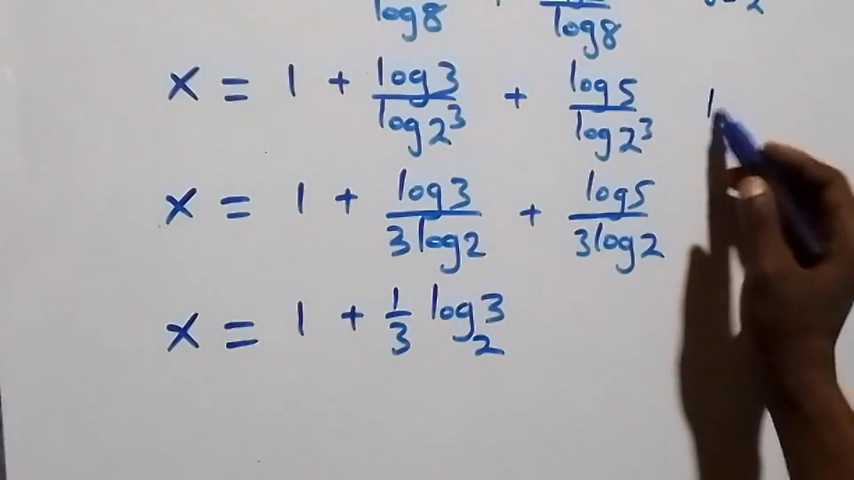 log8 log8
x = 1 + log3/log2³ + log5/log2³
x = 1 + log3/3log2 + log5/3log2
x = 1 + 1/3 log₂3